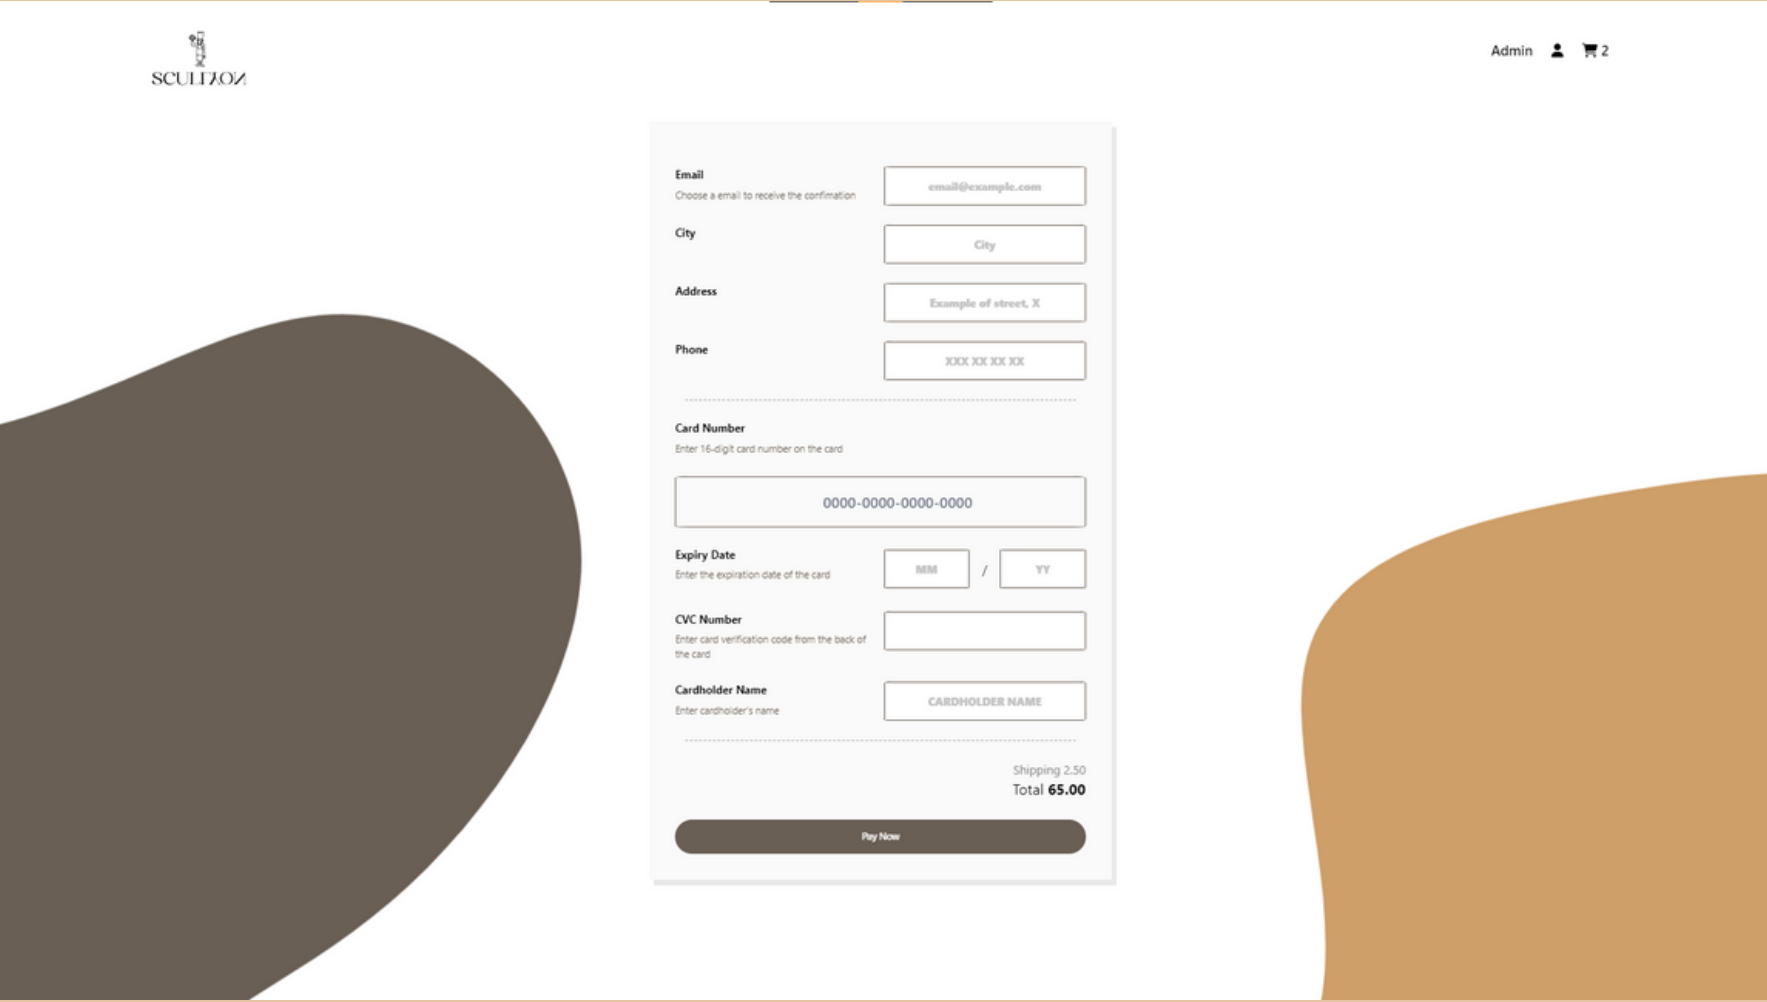 SCULTXON
Admin 2
Email
Choose a email to receive the confimation
email@example.com
City
City
Address
Example of street, X
Phone
XXX XX XX XX
Card Number
Enter 16-digit card number on the card
0000-0000-0000-0000
Expiry Date
Enter the expiration date of the card
MM / YY
CVC Number
Enter card verification code from the back of
the card
Cardholder Name
Enter cardholder's name
CARDHOLDER NAME
Shipping 2.50
Total 65.00
Pay Now